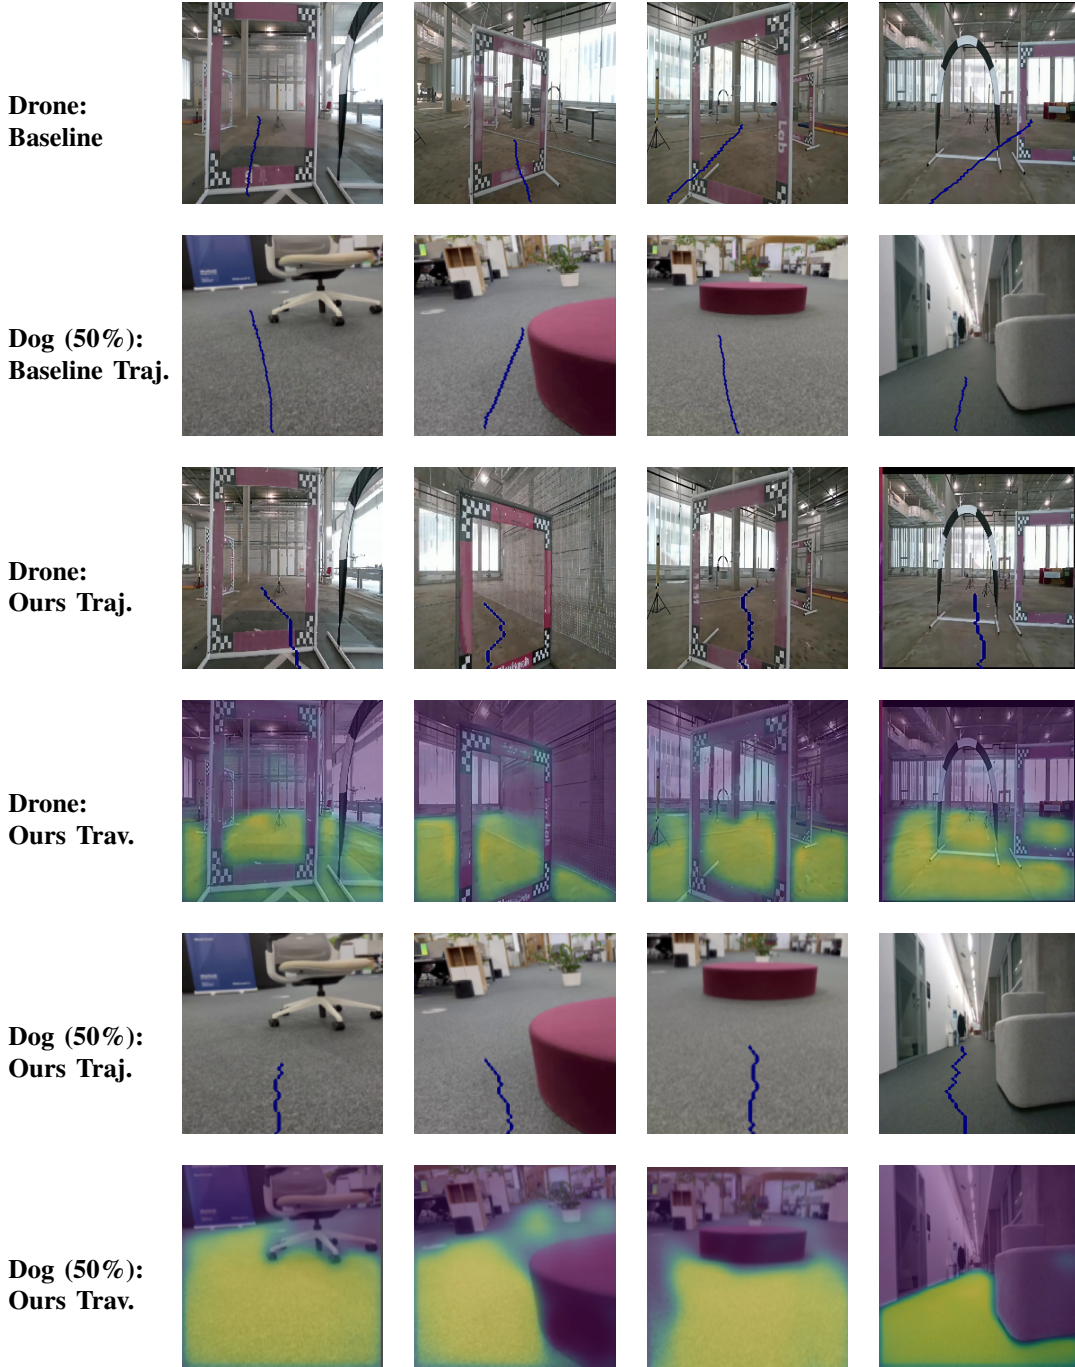 Drone:
Baseline
Lab
Dog (50%):
Baseline Traj.
Drone:
Ours Traj.
Drone:
Ours Trav.
Dog (50%):
Ours Traj.
Dog (50%):
Ours Trav.